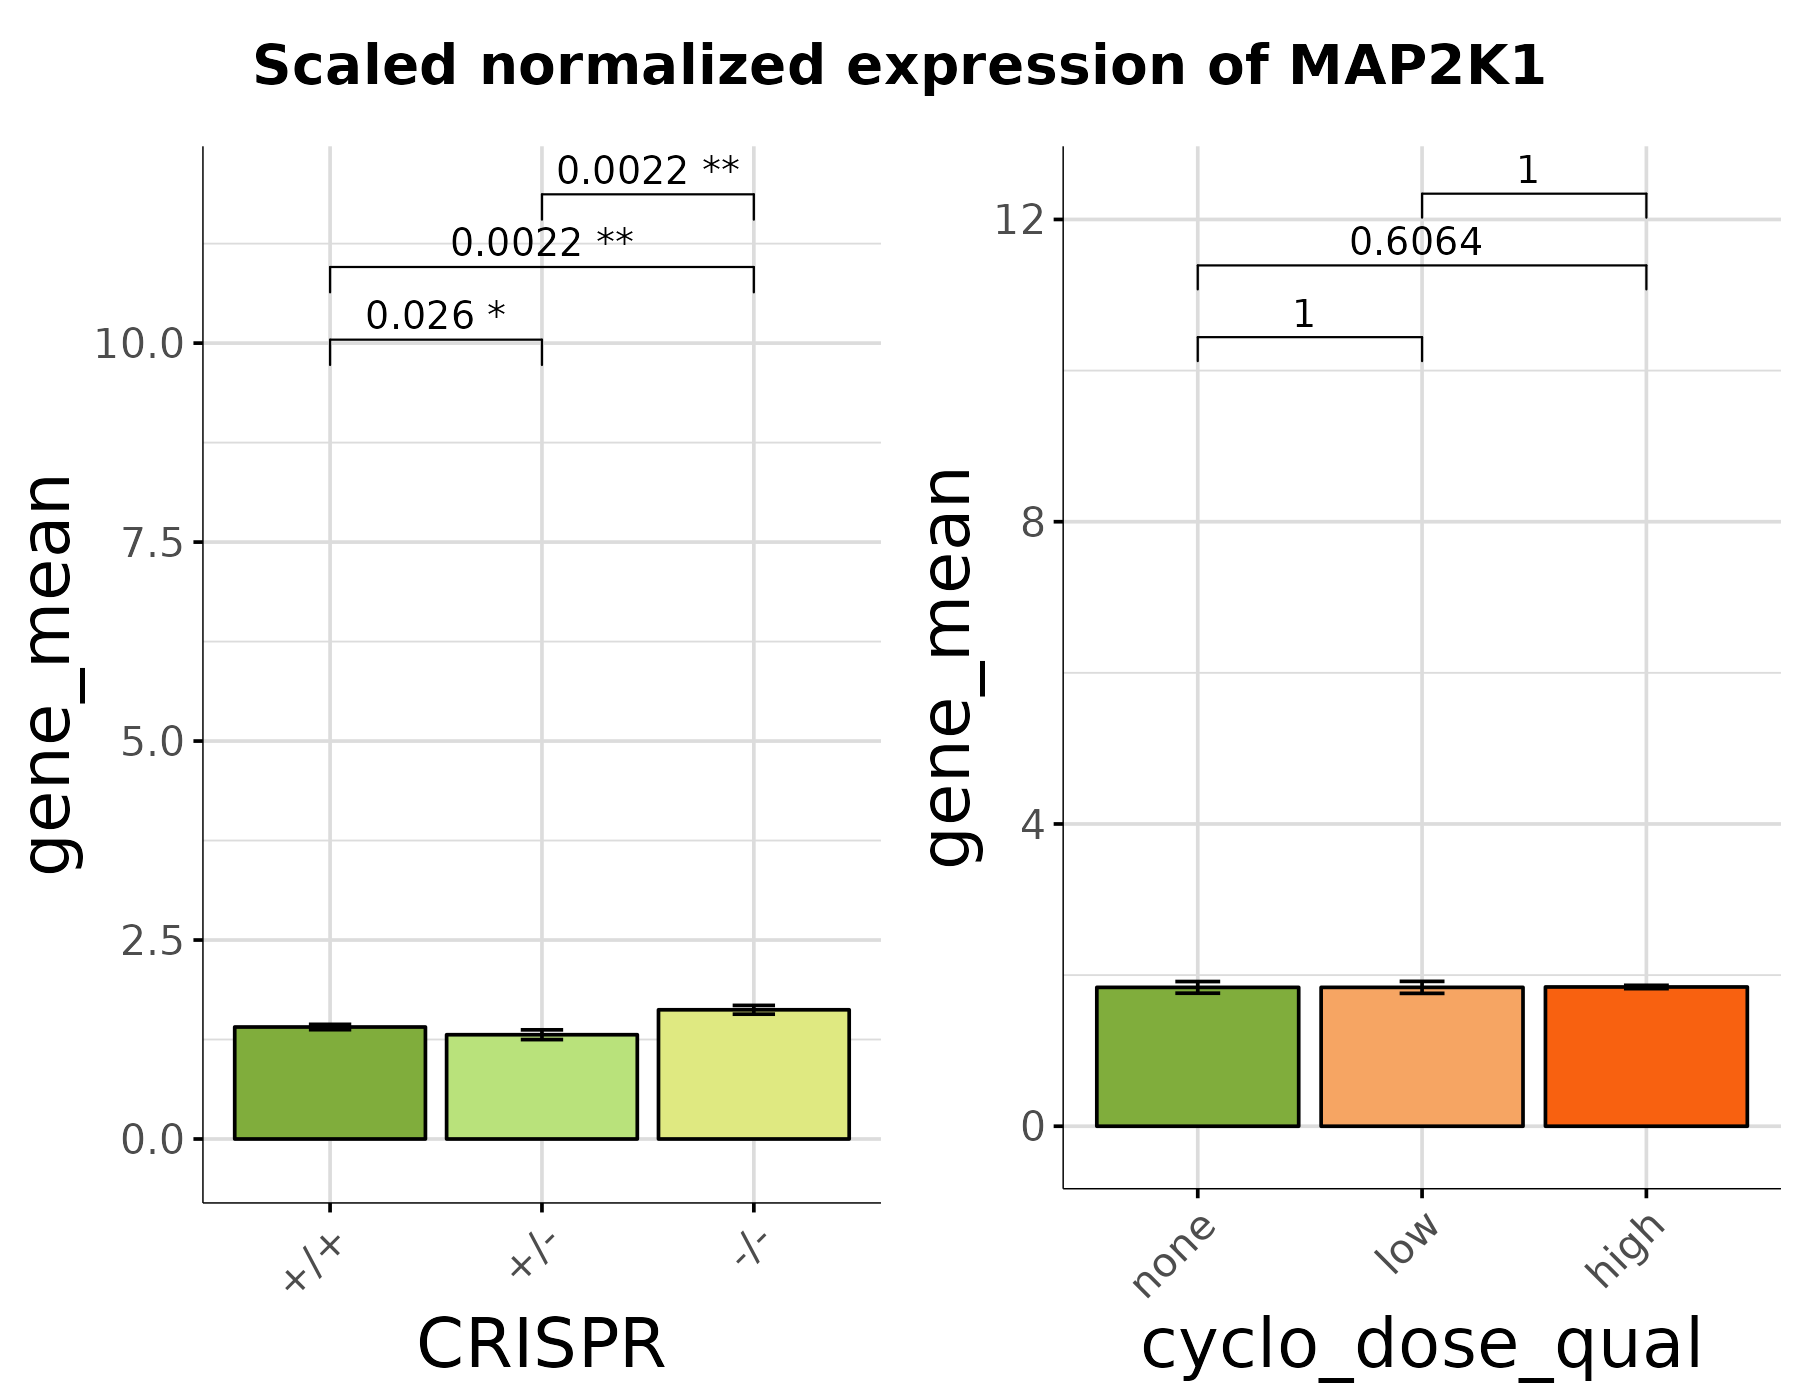 Scaled normalized expression of MAP2K1
gene_mean
10.0
7.5
5.0
2.5
0.0
0.0022 **
0.0022 **
0.026 *
+/+
+/-
-/-
CRISPR
gene_mean
12
8
4
0
1
0.6064
1
none
low
high
cyclo_dose_qual